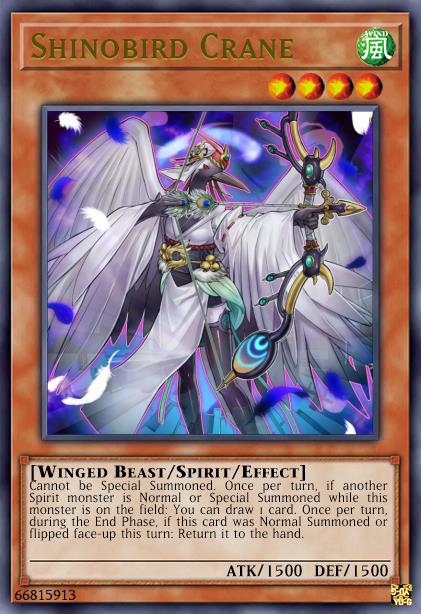 Shinobird Crane
WIND
風
[Winged Beast/Spirit/Effect]
Cannot be Special Summoned. Once per turn, if another
Spirit monster is Normal or Special Summoned while this
monster is on the field: You can draw 1 card. Once per turn,
during the End Phase, if this card was Normal Summoned or
flipped face-up this turn: Return it to the hand.
ATK/1500 DEF/1500
66815913